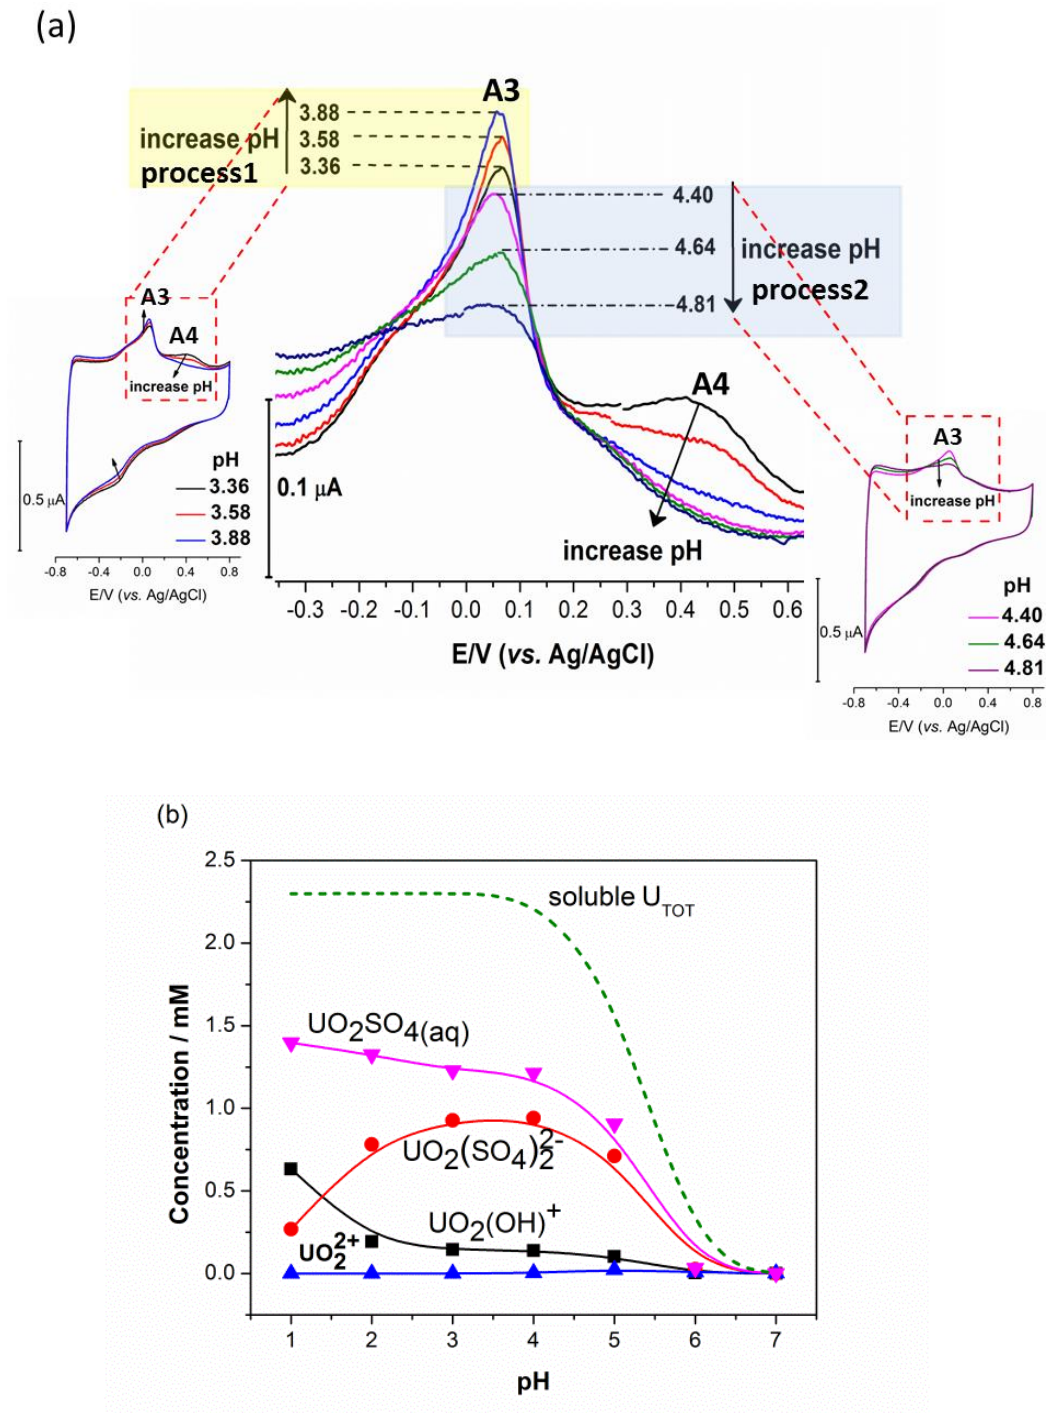 (a)
A3
3.88
increase pH
3.58
process1
3.36
4.40
4.64
increase pH
process2
4.81
A3
A4
increase pH
0.5 µA
pH
3.36
3.58
3.88
-0.8 -0.4 0.0 0.4 0.8
E/V (vs. Ag/AgCl)
A4
0.1 µA
increase pH
-0.3 -0.2 -0.1 0.0 0.1 0.2 0.3 0.4 0.5 0.6
E/V (vs. Ag/AgCl)
A3
increase pH
0.5 µA
pH
4.40
4.64
4.81
-0.8 -0.4 0.0 0.4 0.8
E/V (vs. Ag/AgCl)
(b)
2.5
2.0
1.5
1.0
0.5
0.0
Concentration / mM
soluble U_TOT
UO₂SO₄(aq)
UO₂(SO₄)₂²⁻
UO₂(OH)⁺
UO₂²⁺
1 2 3 4 5 6 7
pH